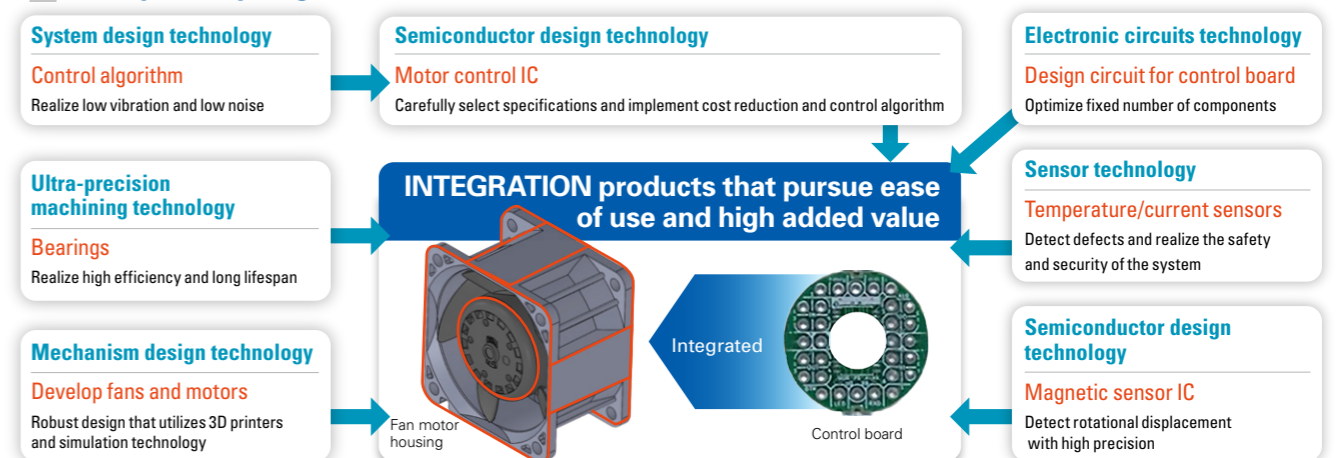 System design technology
Control algorithm
Realize low vibration and low noise
Semiconductor design technology
Motor control IC
Carefully select specifications and implement cost reduction and control algorithm
Electronic circuits technology
Design circuit for control board
Optimize fixed number of components
Ultra-precision
machining technology
Bearings
Realize high efficiency and long lifespan
INTEGRATION products that pursue ease
of use and high added value
Sensor technology
Temperature/current sensors
Detect defects and realize the safety
and security of the system
Mechanism design technology
Develop fans and motors
Robust design that utilizes 3D printers
and simulation technology
Fan motor
housing
Integrated
Control board
Semiconductor design
technology
Magnetic sensor IC
Detect rotational displacement
with high precision